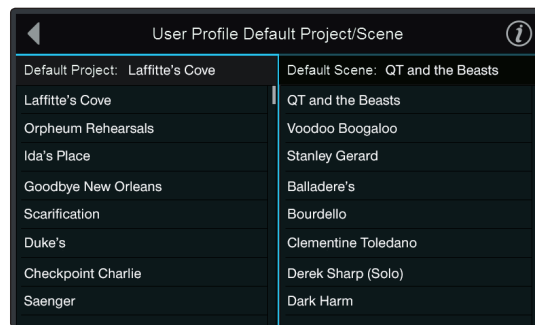 User Profile Default Project/Scene
i
Default Project: Laffitte's Cove
Laffitte's Cove
Orpheum Rehearsals
Ida's Place
Goodbye New Orleans
Scarification
Duke's
Checkpoint Charlie
Saenger
Default Scene: QT and the Beasts
QT and the Beasts
Voodoo Boogaloo
Stanley Gerard
Balladere's
Bourdello
Clementine Toledano
Derek Sharp (Solo)
Dark Harm